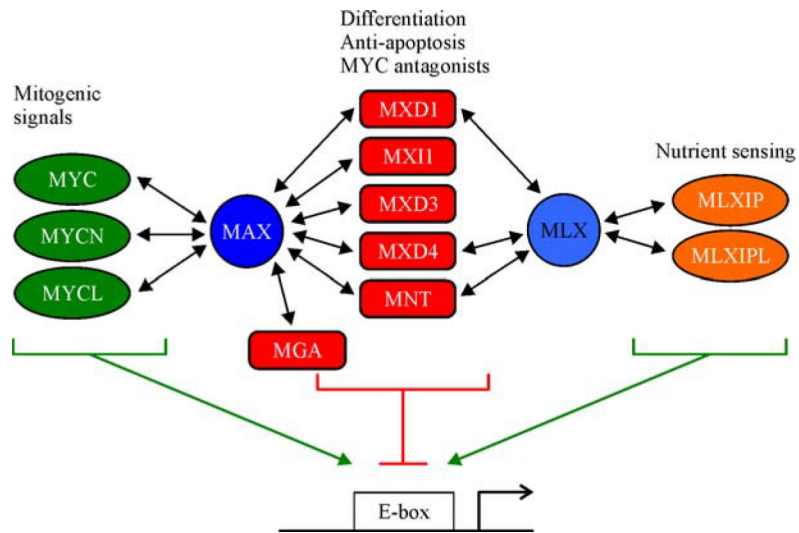 Differentiation
Anti-apoptosis
MYC antagonists
Mitogenic
signals
Nutrient sensing
MYC
MYCN
MYCL
MAX
MXD1
MXI1
MXD3
MXD4
MNT
MGA
MLX
MLXIP
MLXIPL
E-box